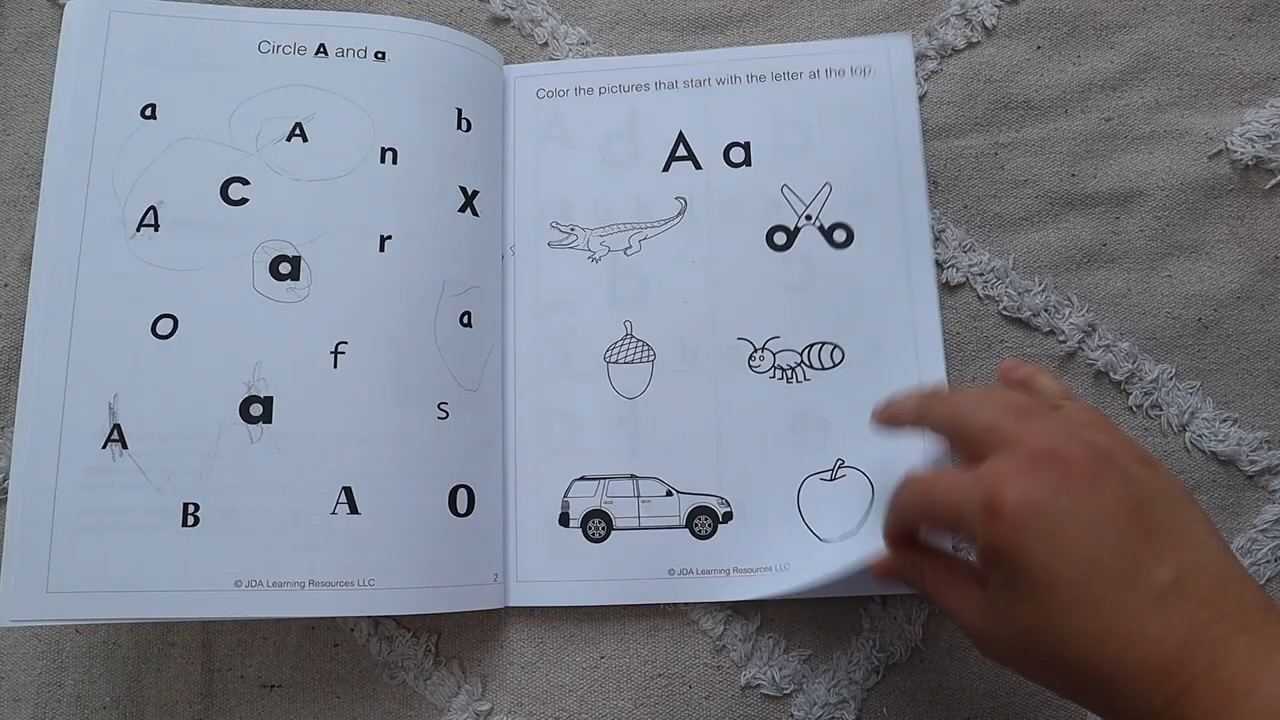 Circle A and a.
a A b
n
C X
A
r
a
O a
f
a s
A
B A O
© JDA Learning Resources LLC
2
Color the pictures that start with the letter at the top.
A a
© JDA Learning Resources LLC